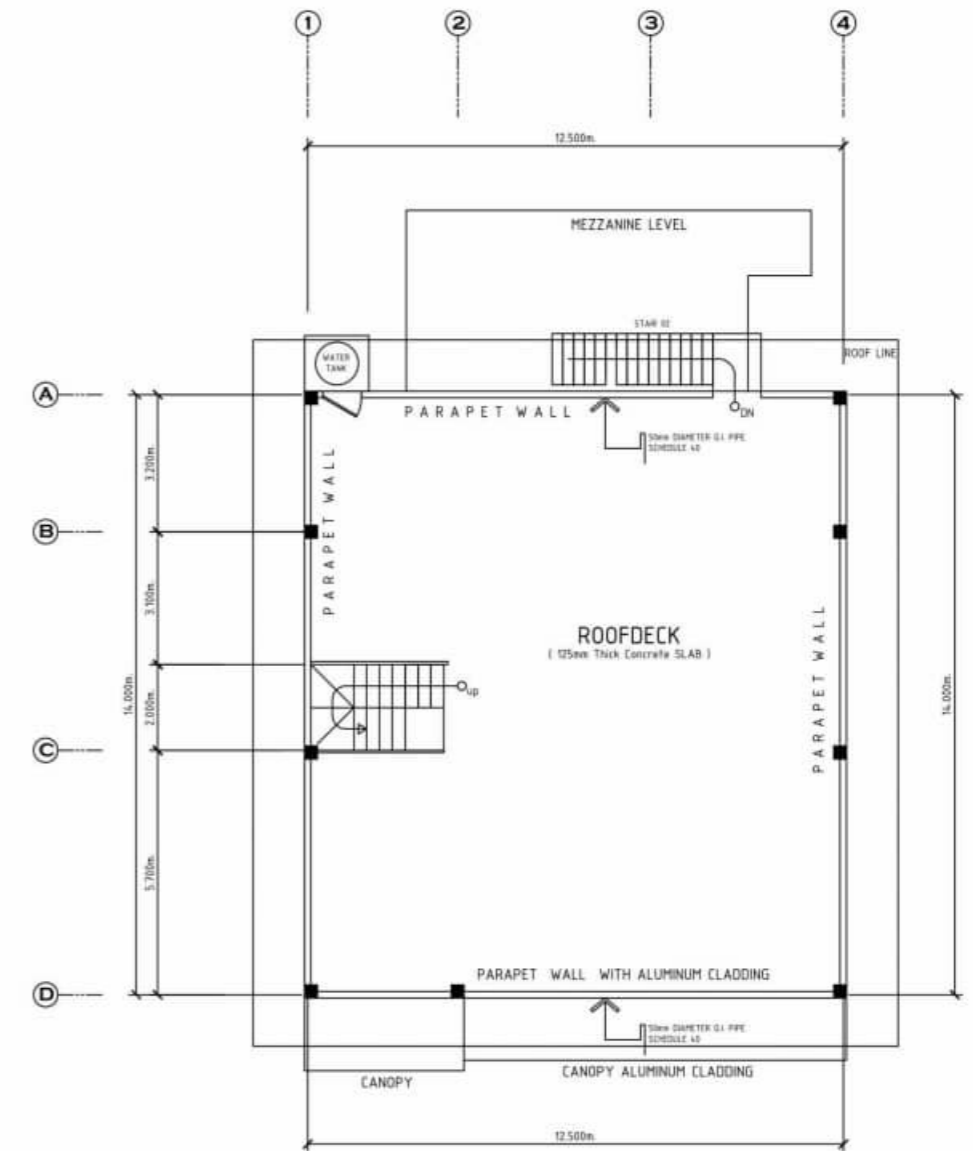 1 2 3 4
12.500m.
MEZZANINE LEVEL
STAIR 02
WATER
TANK
ROOF LINE
A
PARAPET WALL
DN
50mm DIAMETER G.I. PIPE
SCHEDULE 40
3.200m.
PARAPET WALL
B
3.100m.
ROOFDECK
( 125mm Thick Concrete SLAB )
PARAPET WALL
up
14.000m.
2.000m.
14.000m.
C
5.700m.
PARAPET WALL WITH ALUMINUM CLADDING
D
50mm DIAMETER G.I. PIPE
SCHEDULE 40
CANOPY ALUMINUM CLADDING
CANOPY
12.500m.